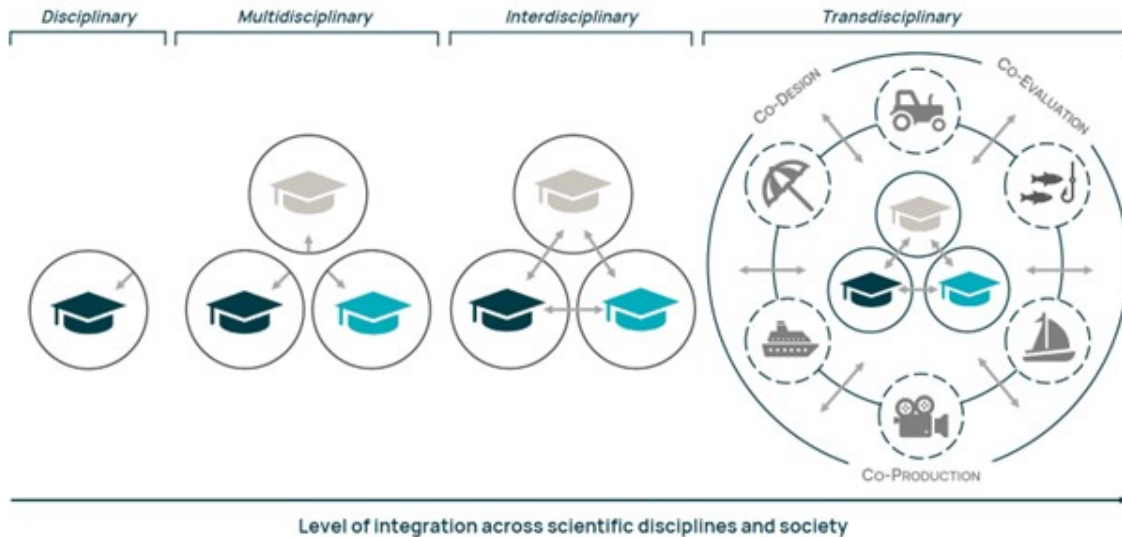 Disciplinary
Multidisciplinary
Interdisciplinary
Transdisciplinary
CO-DESIGN
CO-EVALUATION
CO-PRODUCTION
Level of integration across scientific disciplines and society